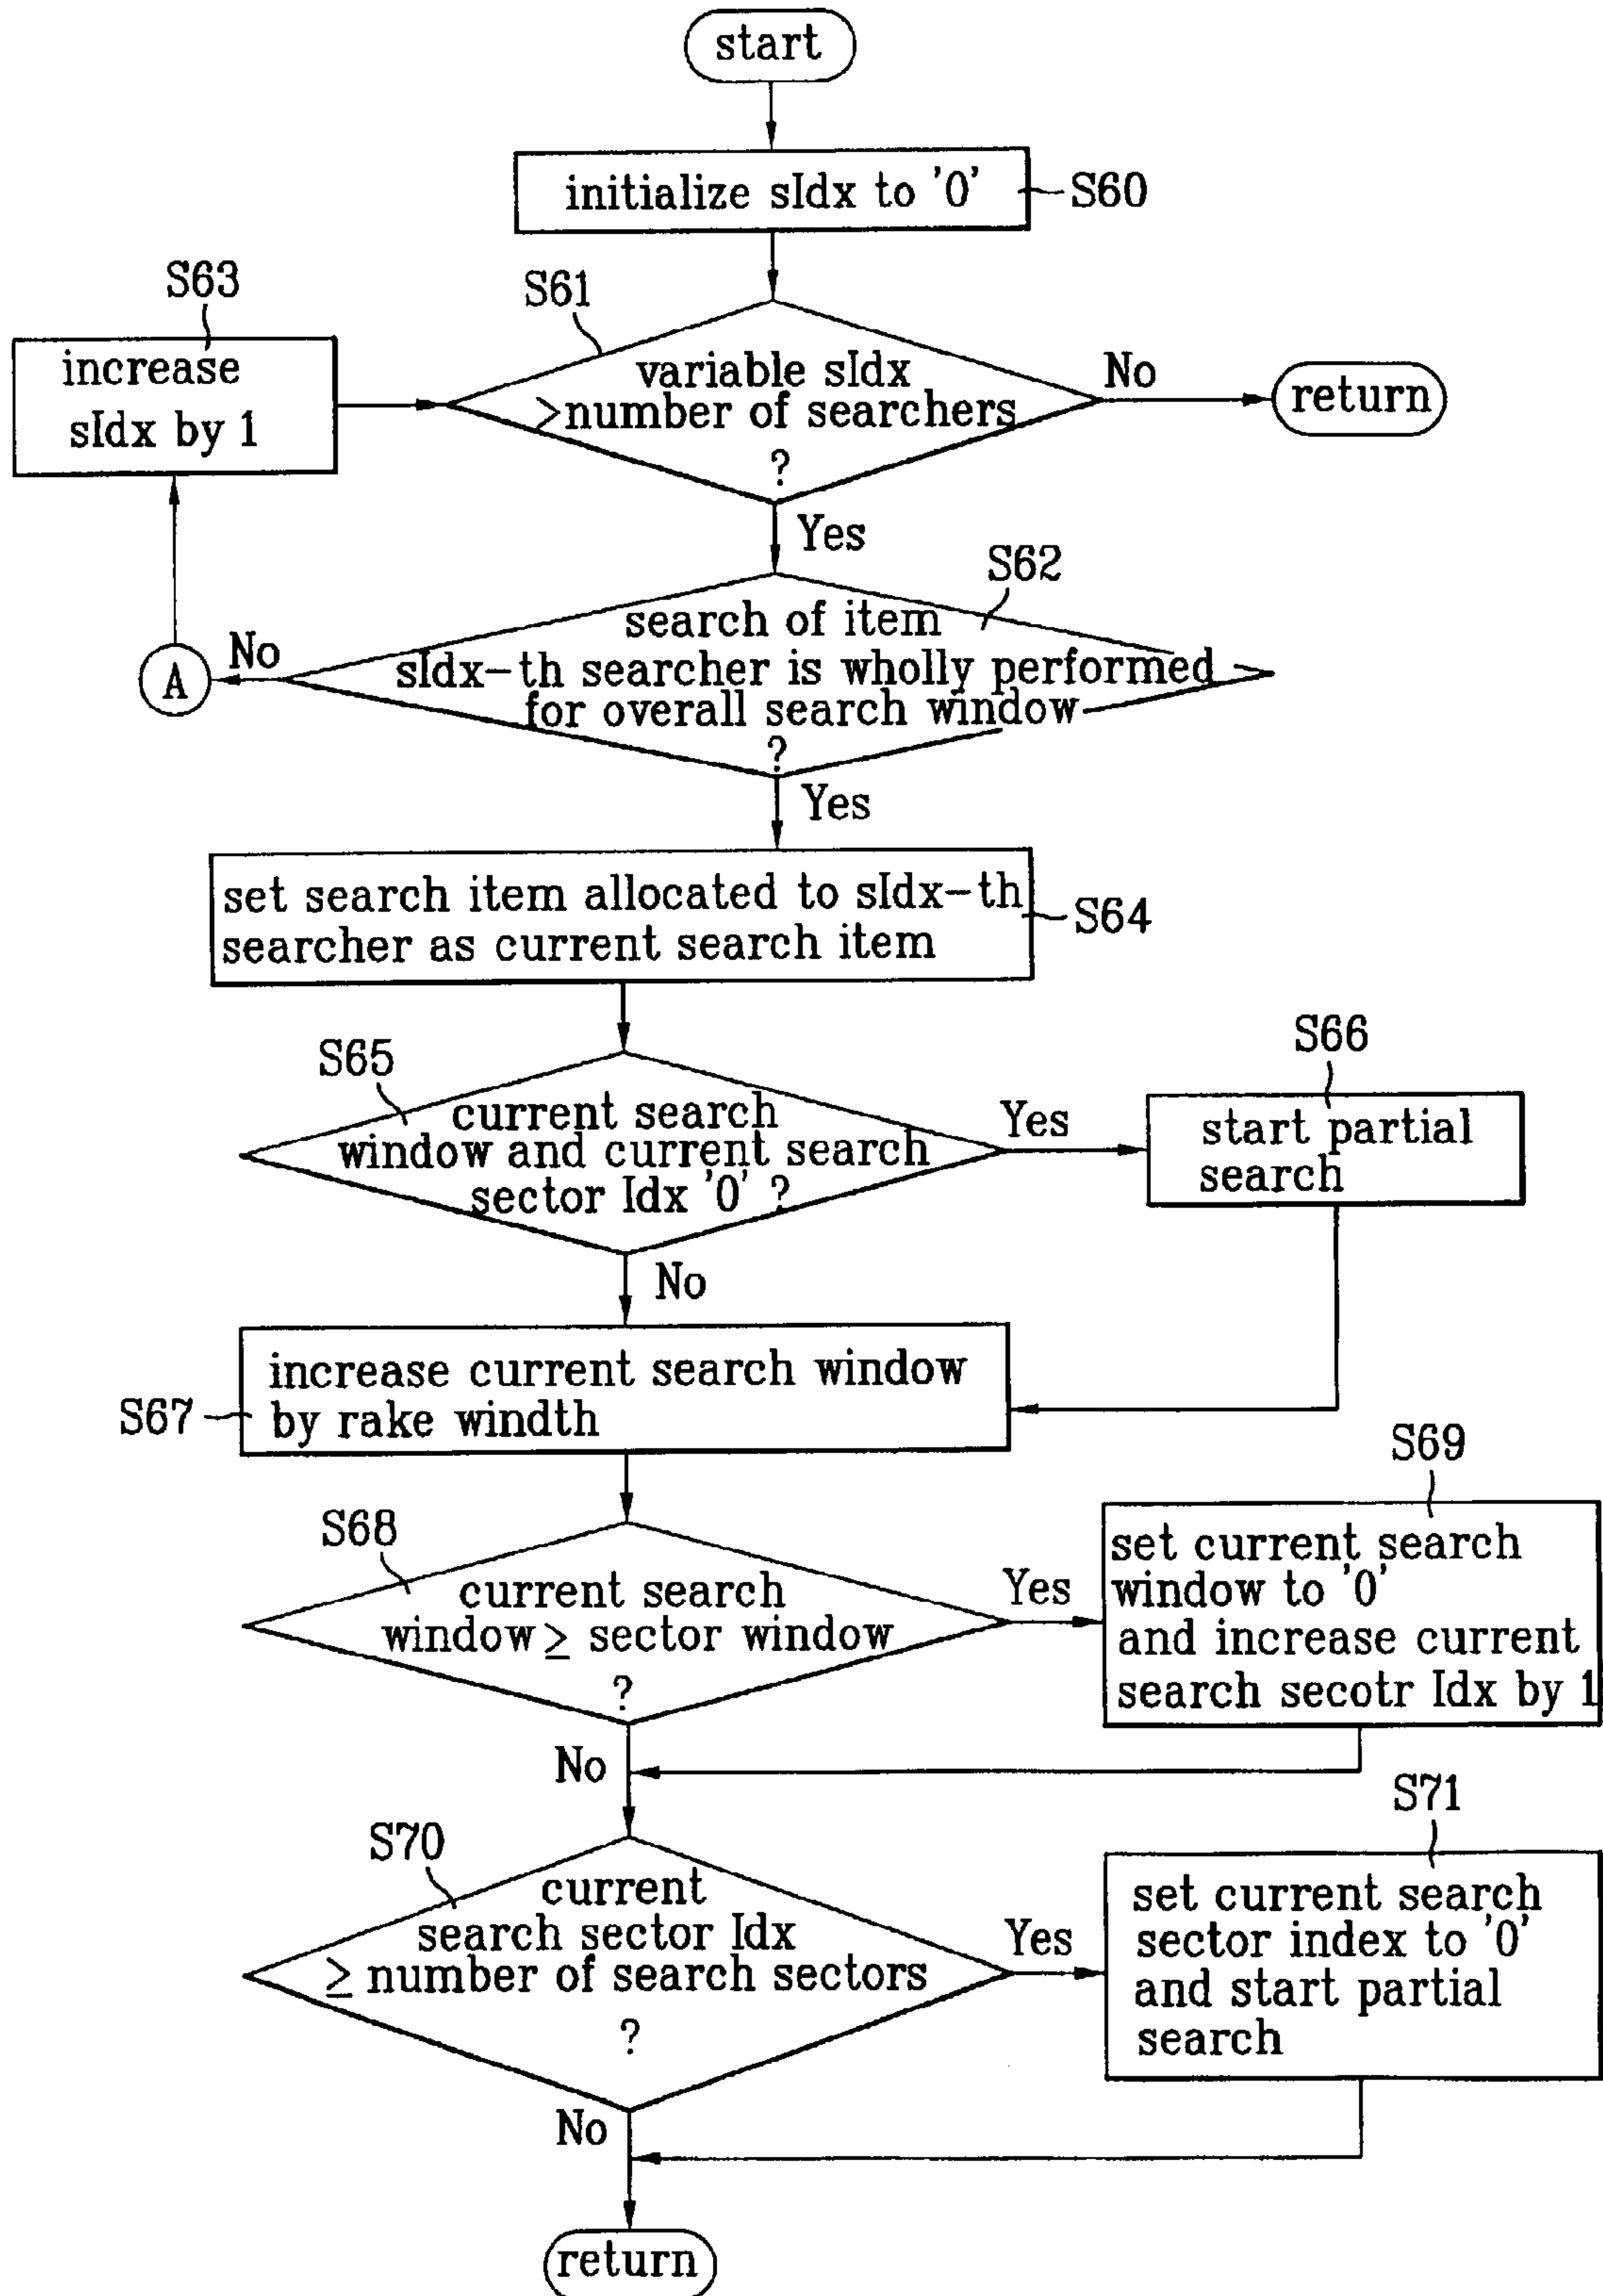 start
initialize sIdx to '0'
S60
S63
increase
sIdx by 1
S61
variable sIdx
>number of searchers
?
No
return
Yes
S62
search of item
sIdx-th searcher is wholly performed
for overall search window
?
No
A
Yes
set search item allocated to sIdx-th
searcher as current search item
S64
S65
current search
window and current search
sector Idx '0' ?
Yes
S66
start partial
search
No
increase current search window
by rake windth
S67
S68
current search
window ≥ sector window
?
Yes
S69
set current search
window to '0'
and increase current
search secotr Idx by 1
No
S70
current
search sector Idx
≥ number of search sectors
?
Yes
S71
set current search
sector index to '0'
and start partial
search
No
return